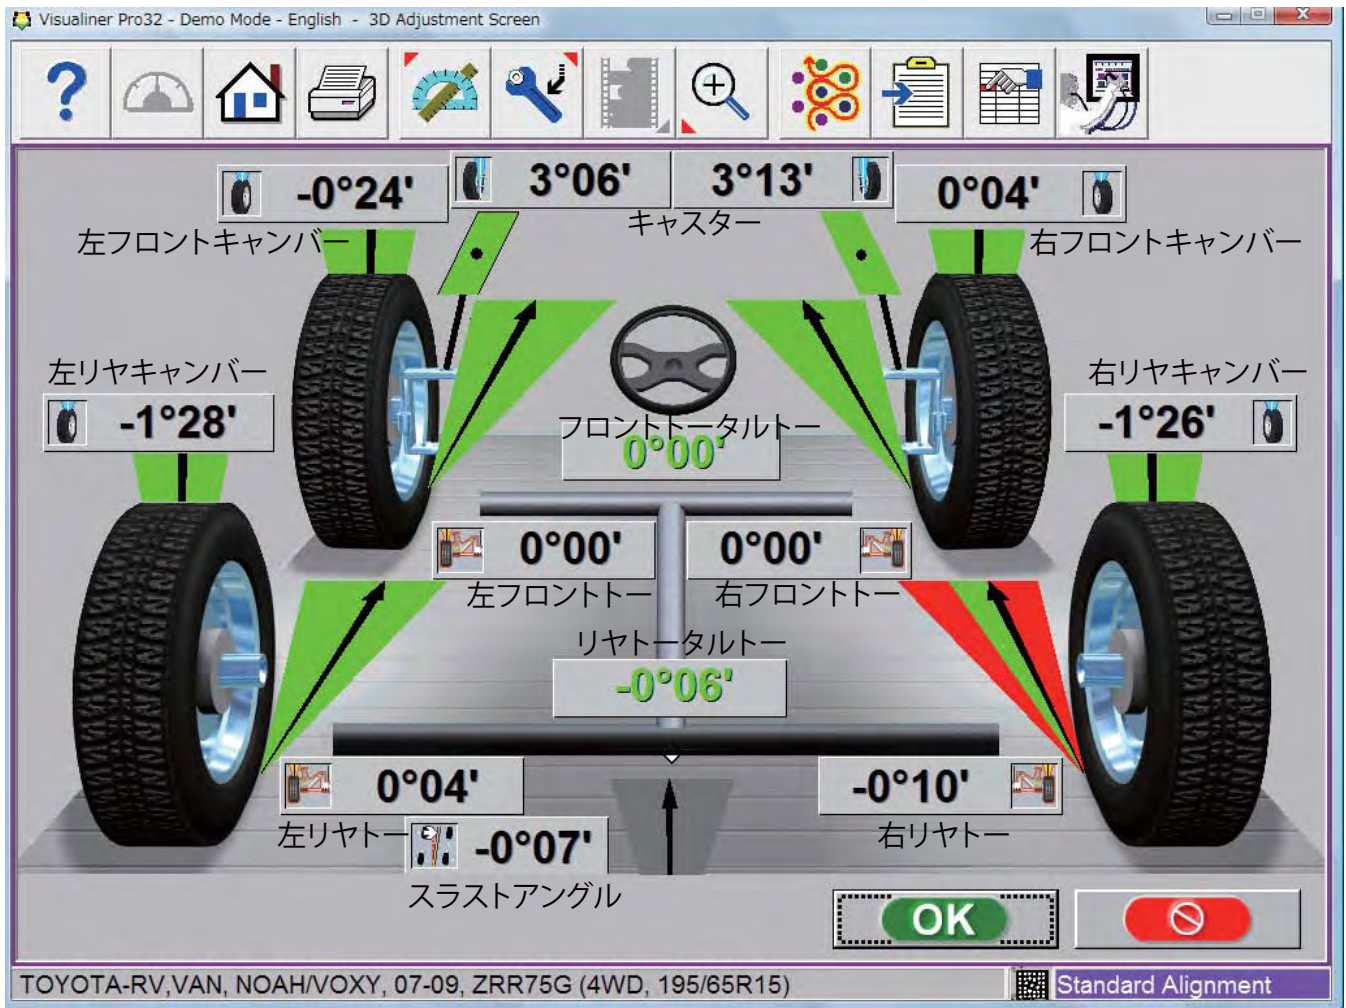 Visualiner Pro32 - Demo Mode - English - 3D Adjustment Screen
-0°24'
3°06'
3°13'
0°04'
左フロントキャンバー
キャスター
右フロントキャンバー
左リヤキャンバー
右リヤキャンバー
-1°28'
-1°26'
フロントトータルトー
0°00'
0°00'
0°00'
左フロントトー
右フロントトー
リヤトータルトー
-0°06'
0°04'
-0°10'
左リヤトー
右リヤトー
-0°07'
スラストアングル
OK
TOYOTA-RV,VAN, NOAH/VOXY, 07-09, ZRR75G (4WD, 195/65R15)
Standard Alignment